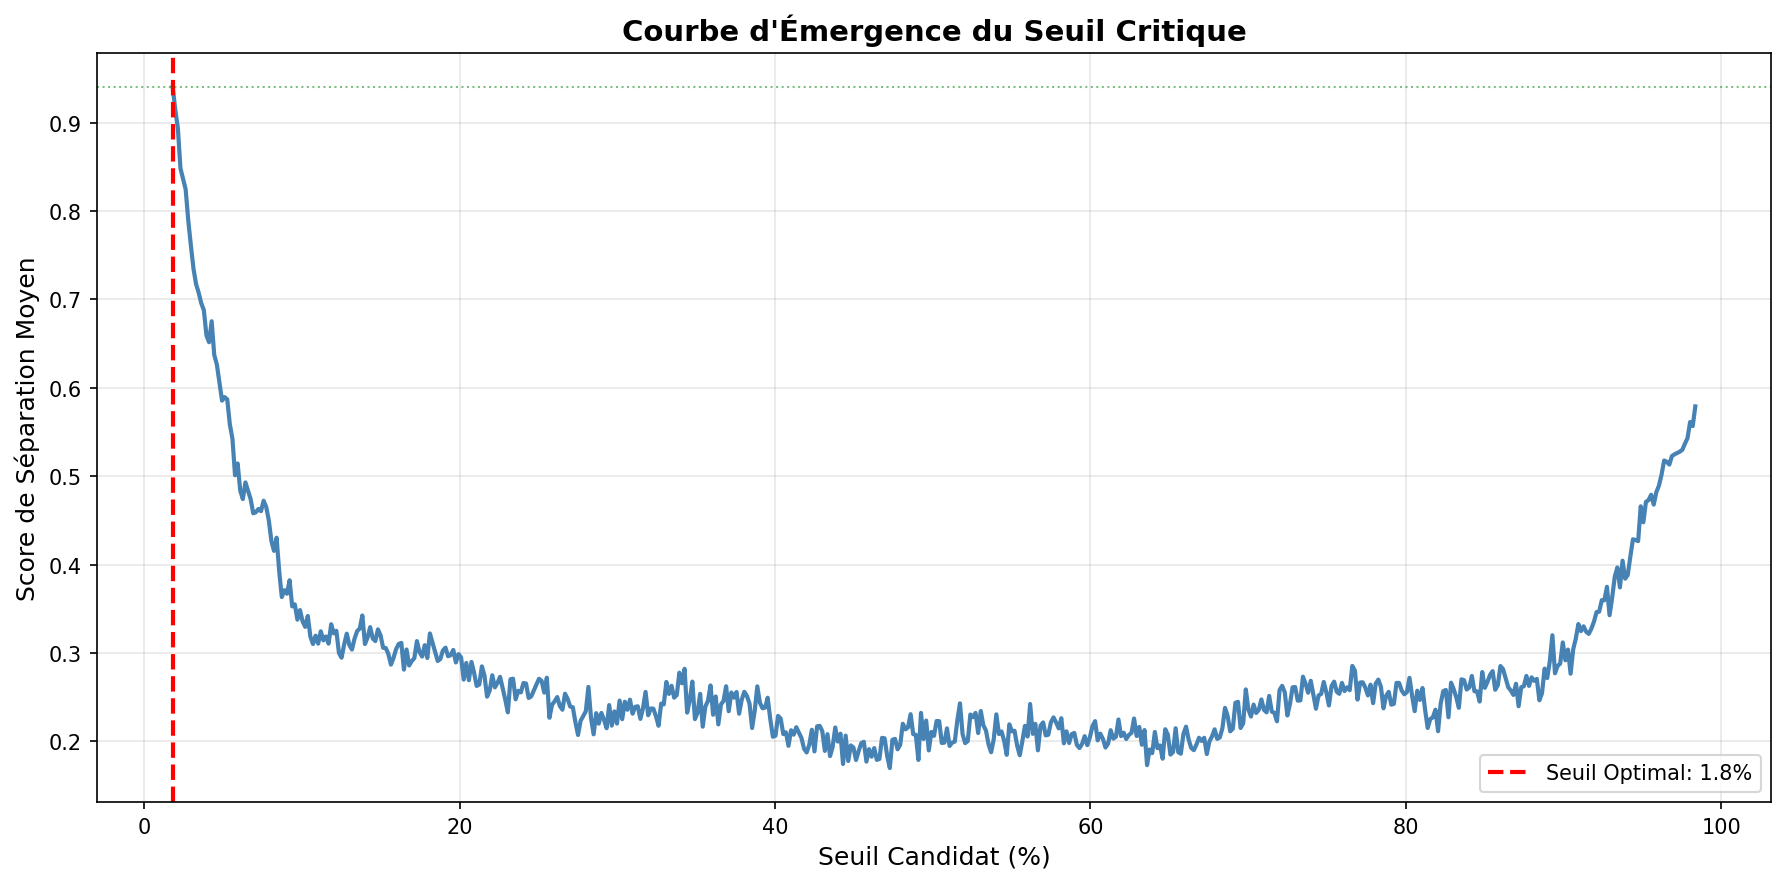 Courbe d'Émergence du Seuil Critique
Score de Séparation Moyen
0.9
0.8
0.7
0.6
0.5
0.4
0.3
0.2
Seuil Optimal: 1.8%
0 20 40 60 80 100
Seuil Candidat (%)